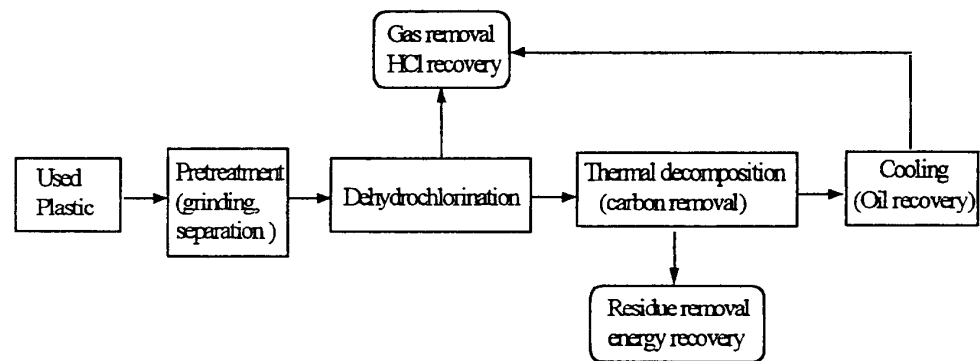 Gas removal
HCl recovery
Used
Plastic
Pretreatment
(grinding,
separation )
Dehydrochlorination
Thermal decomposition
(carbon removal)
Cooling
(Oil recovery)
Residue removal
energy recovery